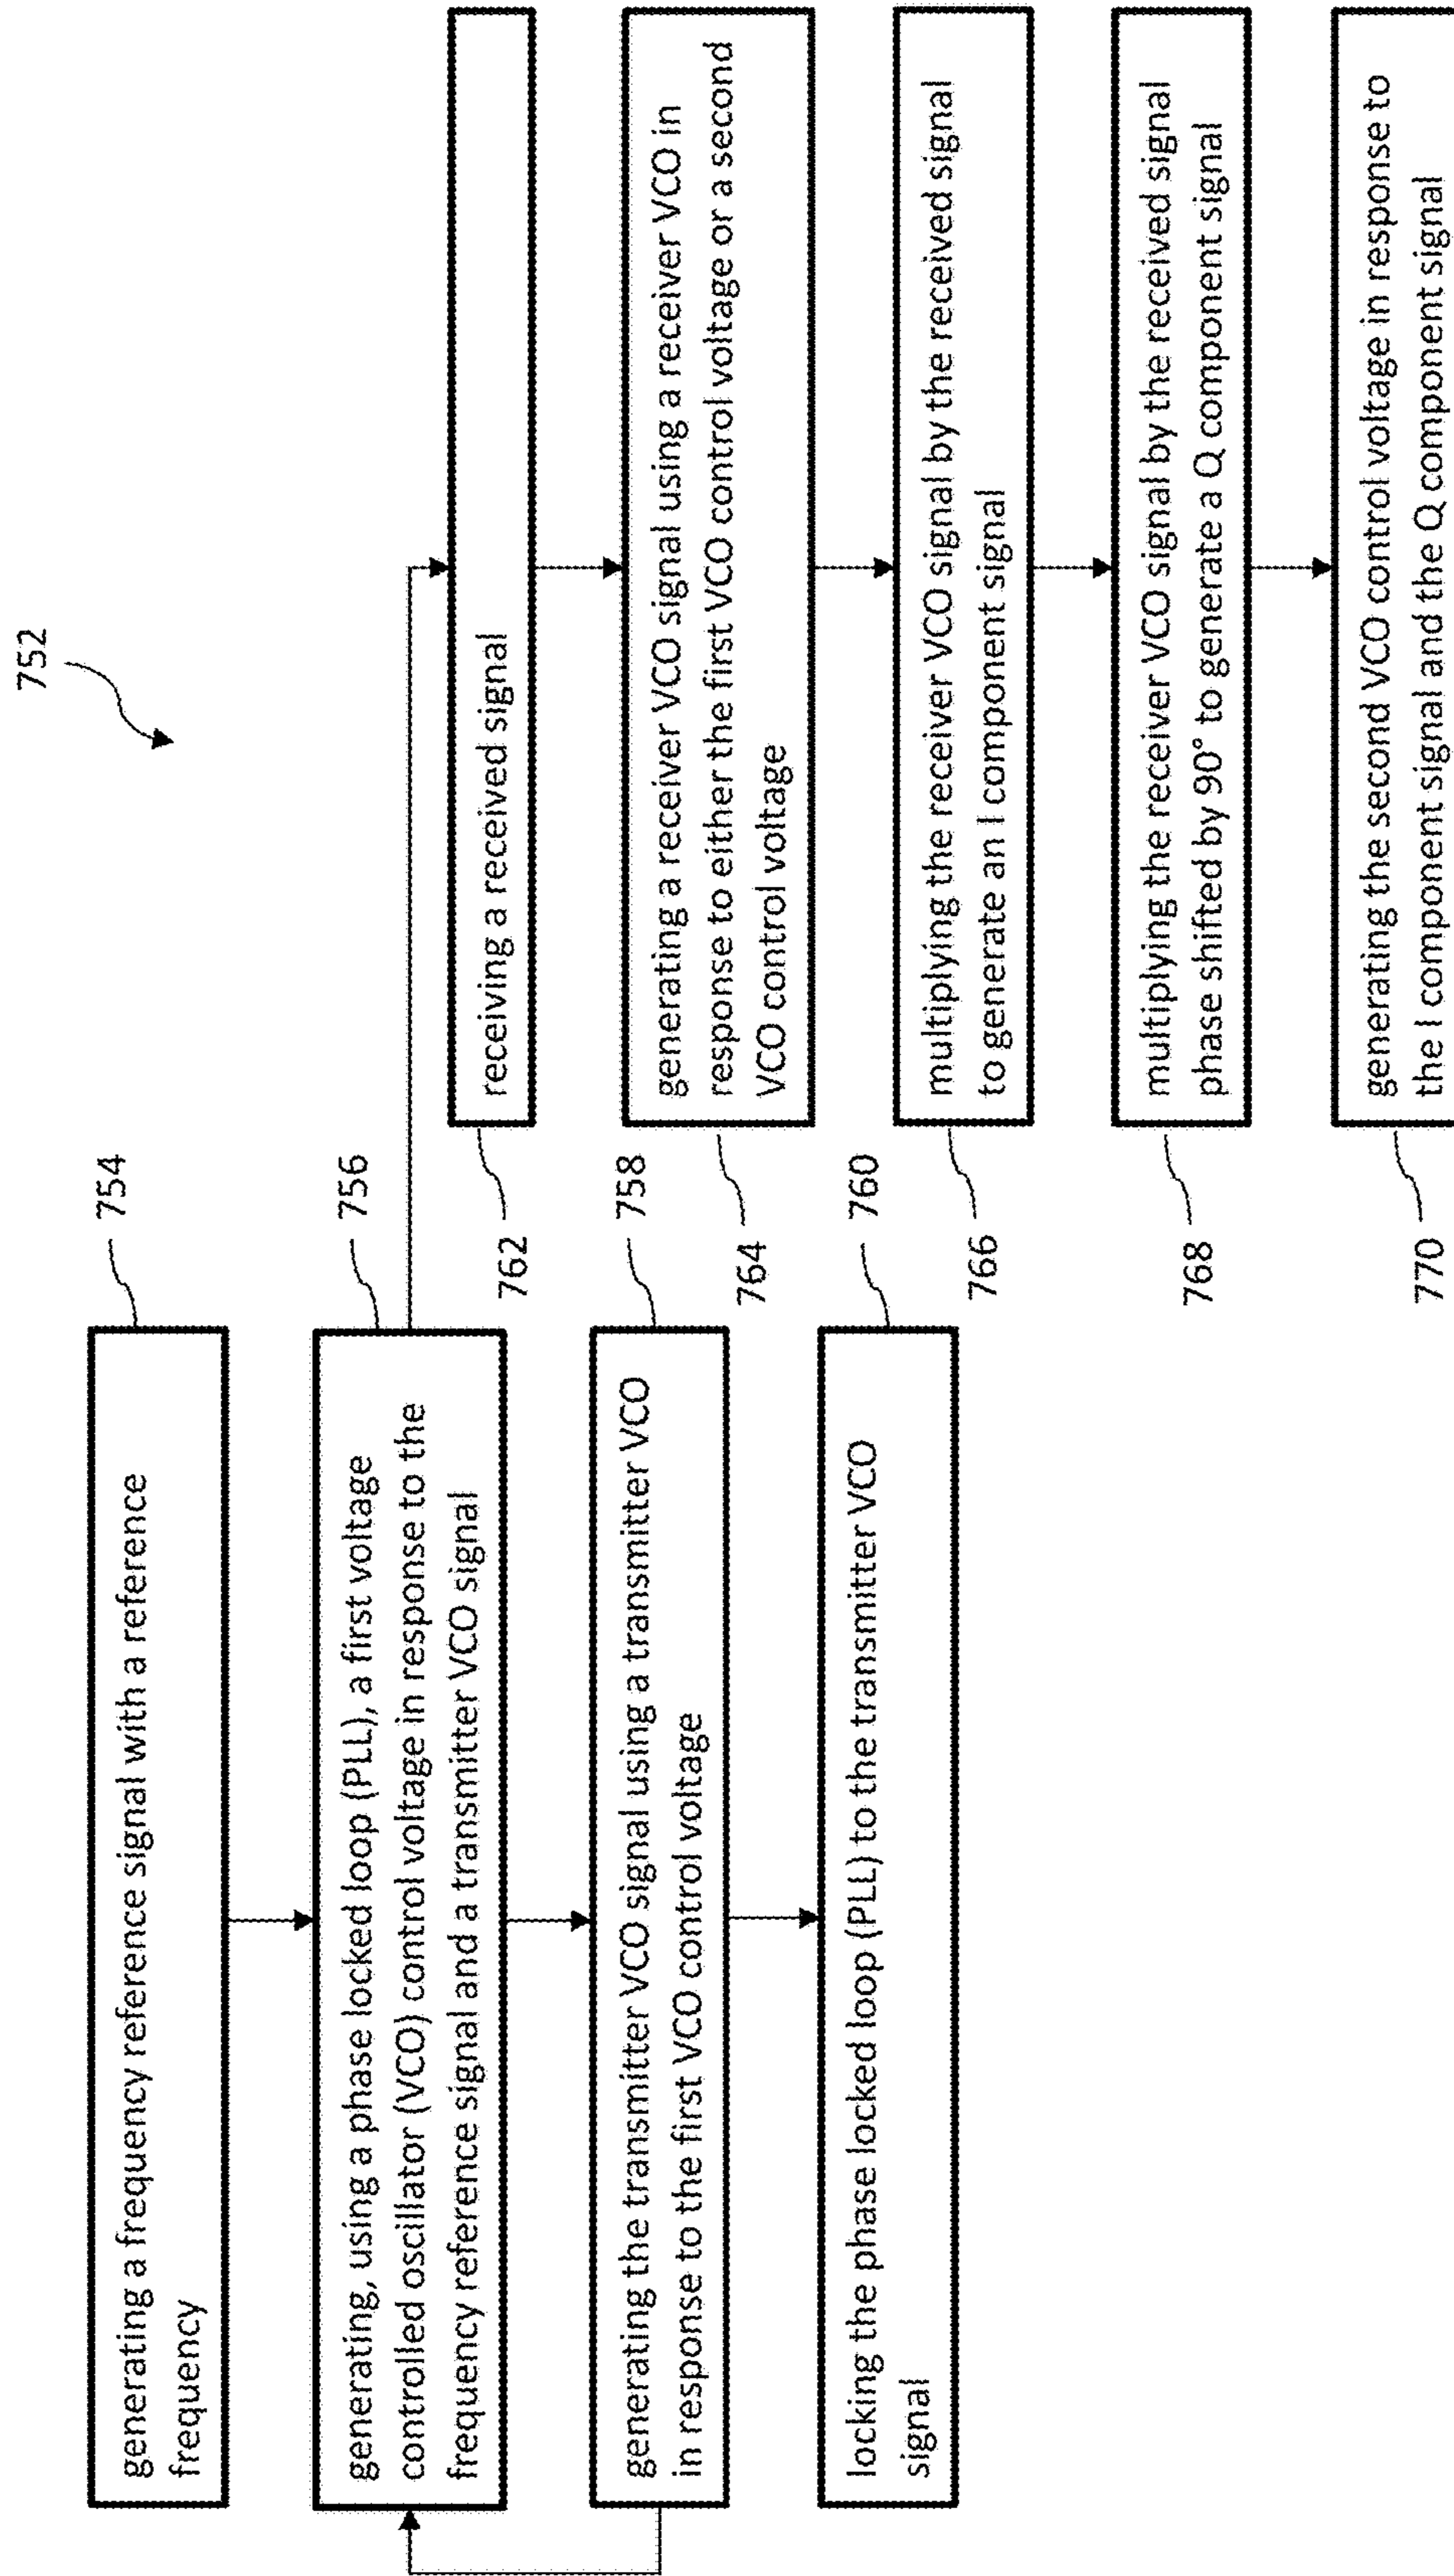 752
754
generating a frequency reference signal with a reference
frequency
756
generating, using a phase locked loop (PLL), a first voltage
controlled oscillator (VCO) control voltage in response to the
frequency reference signal and a transmitter VCO signal
758
generating the transmitter VCO signal using a transmitter VCO
in response to the first VCO control voltage
760
locking the phase locked loop (PLL) to the transmitter VCO
signal
762
receiving a received signal
764
generating a receiver VCO signal using a receiver VCO in
response to either the first VCO control voltage or a second
VCO control voltage
766
multiplying the receiver VCO signal by the received signal
to generate an I component signal
768
multiplying the receiver VCO signal by the received signal
phase shifted by 90° to generate a Q component signal
770
generating the second VCO control voltage in response to
the I component signal and the Q component signal